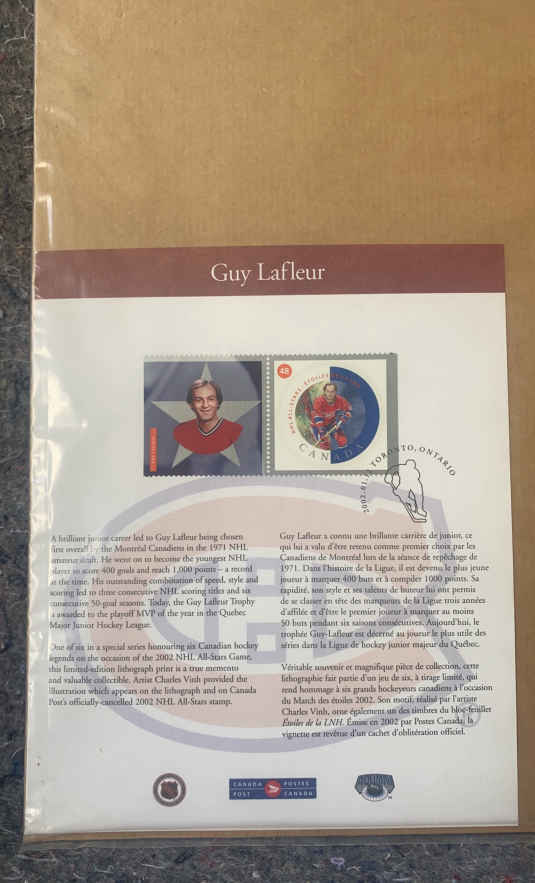 Guy Lafleur
48
NHL ALL-STARS
CANADA
2002.01.12 TORONTO, ONTARIO
A brilliant junior career led to Guy Lafleur being chosen
first overall by the Montréal Canadiens in the 1971 NHL
amateur draft. He went on to become the youngest NHL
player to score 400 goals and reach 1,000 points – a record
at the time. His outstanding combination of speed, style and
scoring led to three consecutive NHL scoring titles and six
consecutive 50-goal seasons. Today, the Guy Lafleur Trophy
is awarded to the playoff MVP of the year in the Quebec
Major Junior Hockey League.
One of six in a special series honouring six Canadian hockey
legends on the occasion of the 2002 NHL All-Stars Game,
this limited-edition lithograph print is a true memento
and valuable collectible. Artist Charles Vinh provided the
illustration which appears on the lithograph and on Canada
Post's officially-cancelled 2002 NHL All-Stars stamp.
Guy Lafleur a connu une brillante carrière de junior, ce
qui lui a valu d'être retenu comme premier choix par les
Canadiens de Montréal lors de la séance de repêchage de
1971. Dans l'histoire de la Ligue, il est devenu le plus jeune
joueur à marquer 400 buts et à compiler 1000 points. Sa
rapidité, son style et ses talents de buteur lui ont permis
de se classer en tête des marqueurs de la Ligue trois années
d'affilée et d'être le premier joueur à marquer au moins
50 buts pendant six saisons consécutives. Aujourd'hui, le
trophée Guy-Lafleur est décerné au joueur le plus utile des
séries dans la Ligue de hockey junior majeur du Québec.
Véritable souvenir et magnifique pièce de collection, cette
lithographie fait partie d'un jeu de six, à tirage limité, qui
rend hommage à six grands hockeyeurs canadiens à l'occasion
du Match des étoiles 2002. Son motif, réalisé par l'artiste
Charles Vinh, orne également un des timbres du bloc-feuillet
Étoiles de la LNH. Émise en 2002 par Postes Canada, la
vignette est revêtue d'un cachet d'oblitération officiel.
CANADA POSTES
POST CANADA